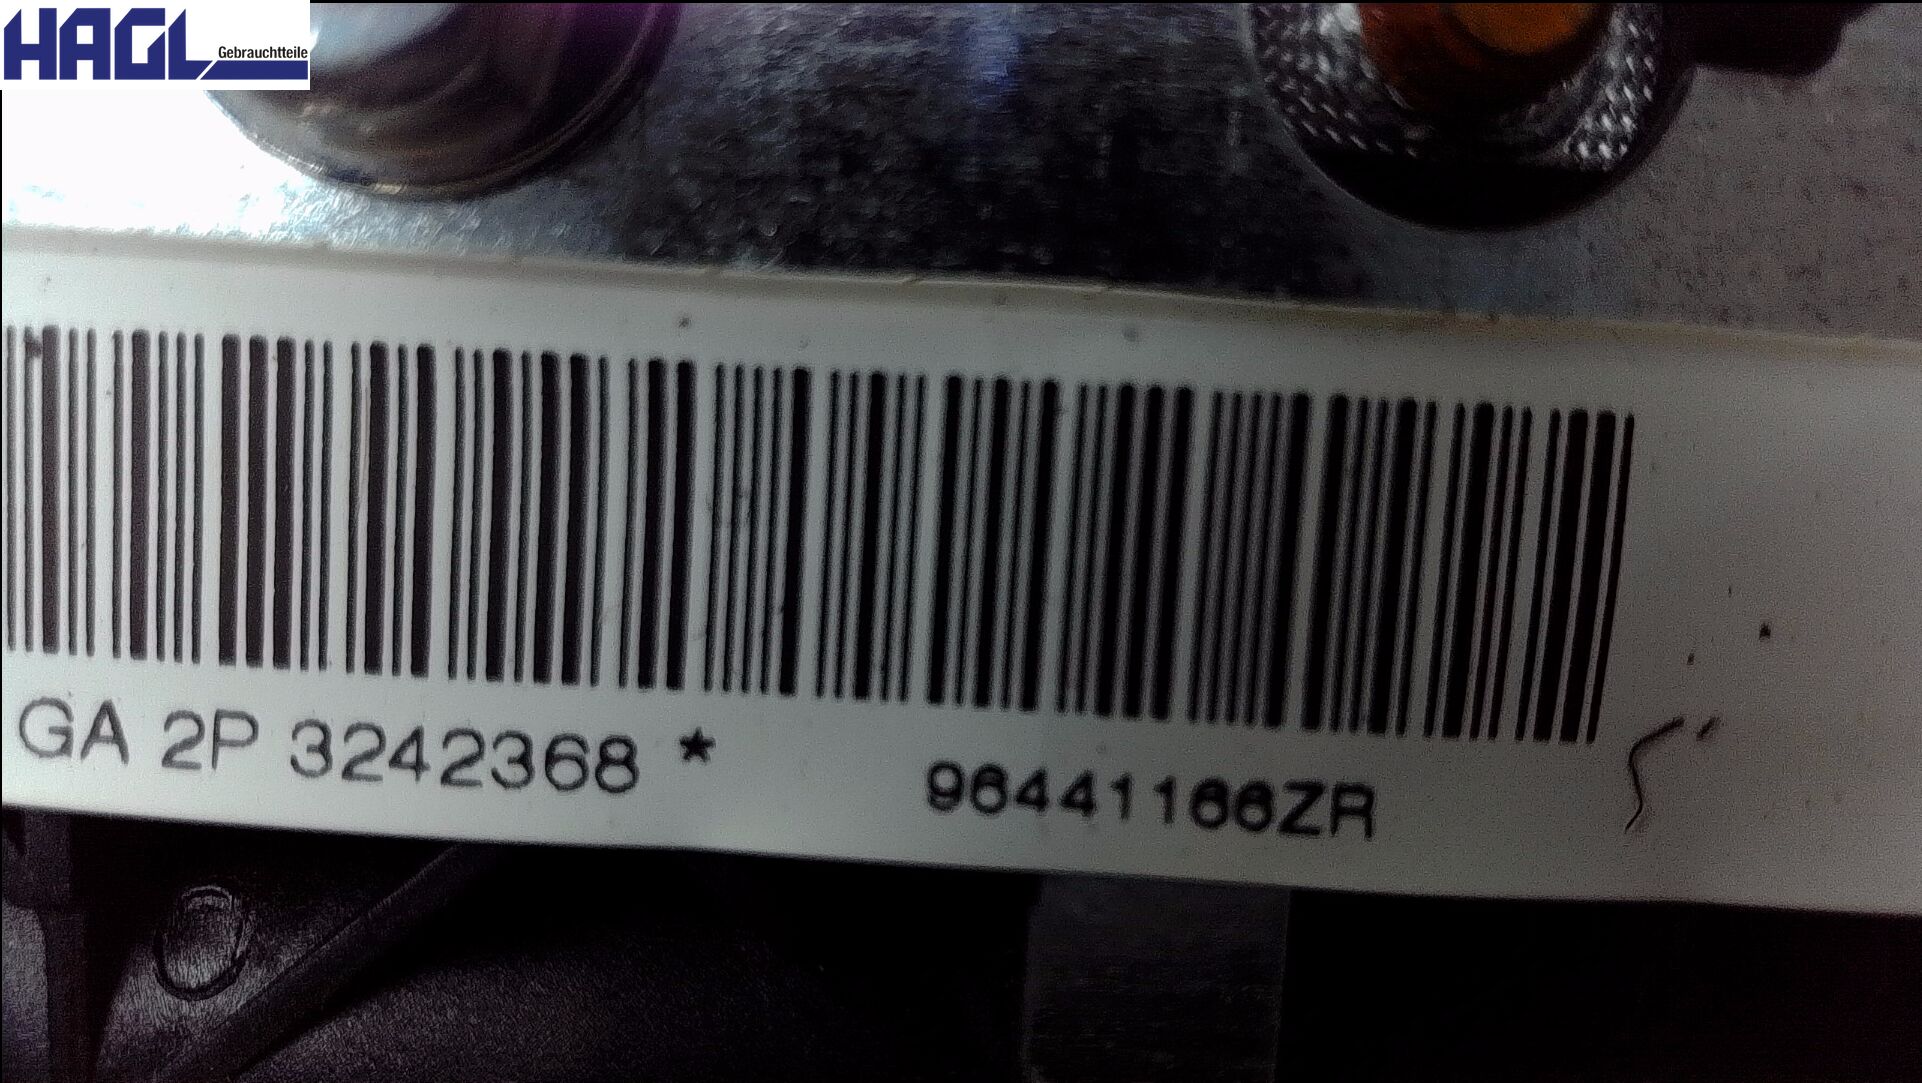 HAGL
Gebrauchtteile
GA 2P 3242368 * 96441166ZR